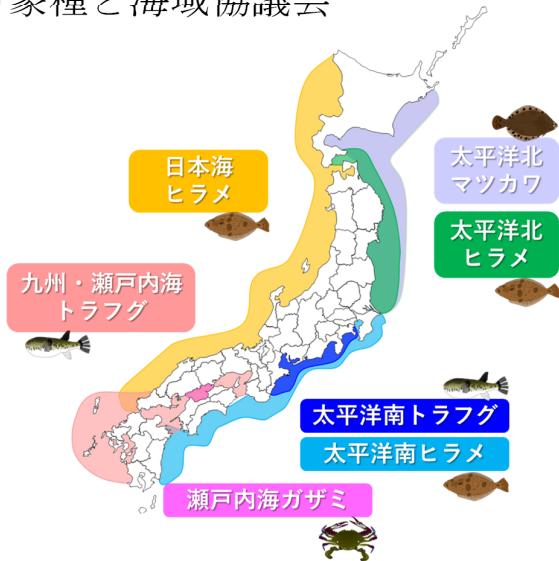 象種と海域協議会
日本海
ヒラメ
太平洋北
マツカワ
太平洋北
ヒラメ
九州・瀬戸内海
トラフグ
太平洋南トラフグ
太平洋南ヒラメ
瀬戸内海ガザミ